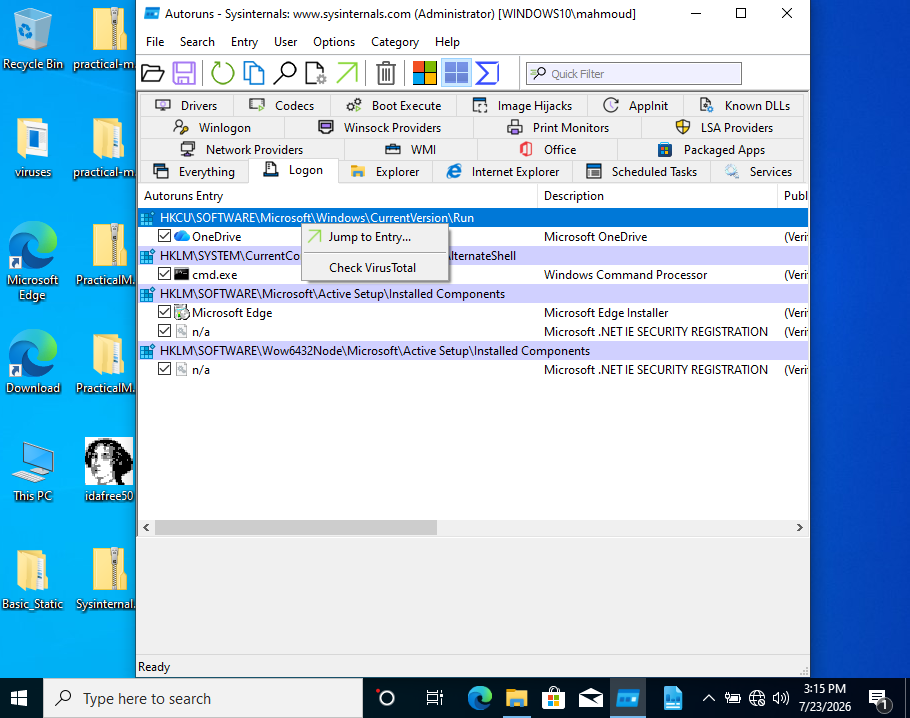 Autoruns - Sysinternals: www.sysinternals.com (Administrator) [WINDOWS10\mahmoud]
File Search Entry User Options Category Help
Quick Filter
Drivers Codecs Boot Execute Image Hijacks AppInit Known DLLs
Winlogon Winsock Providers Print Monitors LSA Providers
Network Providers WMI Office Packaged Apps
Everything Logon Explorer Internet Explorer Scheduled Tasks Services
Autoruns Entry Description Publ
HKCU\SOFTWARE\Microsoft\Windows\CurrentVersion\Run
OneDrive Microsoft OneDrive (Veri
HKLM\SYSTEM\CurrentCo lternateShell
cmd.exe Windows Command Processor (Veri
HKLM\SOFTWARE\Microsoft\Active Setup\Installed Components
Microsoft Edge Microsoft Edge Installer (Veri
n/a Microsoft .NET IE SECURITY REGISTRATION (Veri
HKLM\SOFTWARE\Wow6432Node\Microsoft\Active Setup\Installed Components
n/a Microsoft .NET IE SECURITY REGISTRATION (Veri
Jump to Entry...
Check VirusTotal
Ready
Recycle Bin
practical-m...
viruses
practical-m...
Microsoft
Edge
PracticalM...
Download
PracticalM...
This PC
idafree50
Basic_Static
Sysinternal...
Type here to search
3:15 PM
7/23/2026
1